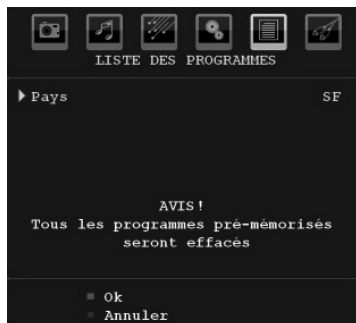 LISTE DES PROGRAMMES
Pays SF
AVIS!
Tous les programmes pré-mémorisés
seront effacés
Ok
Annuler